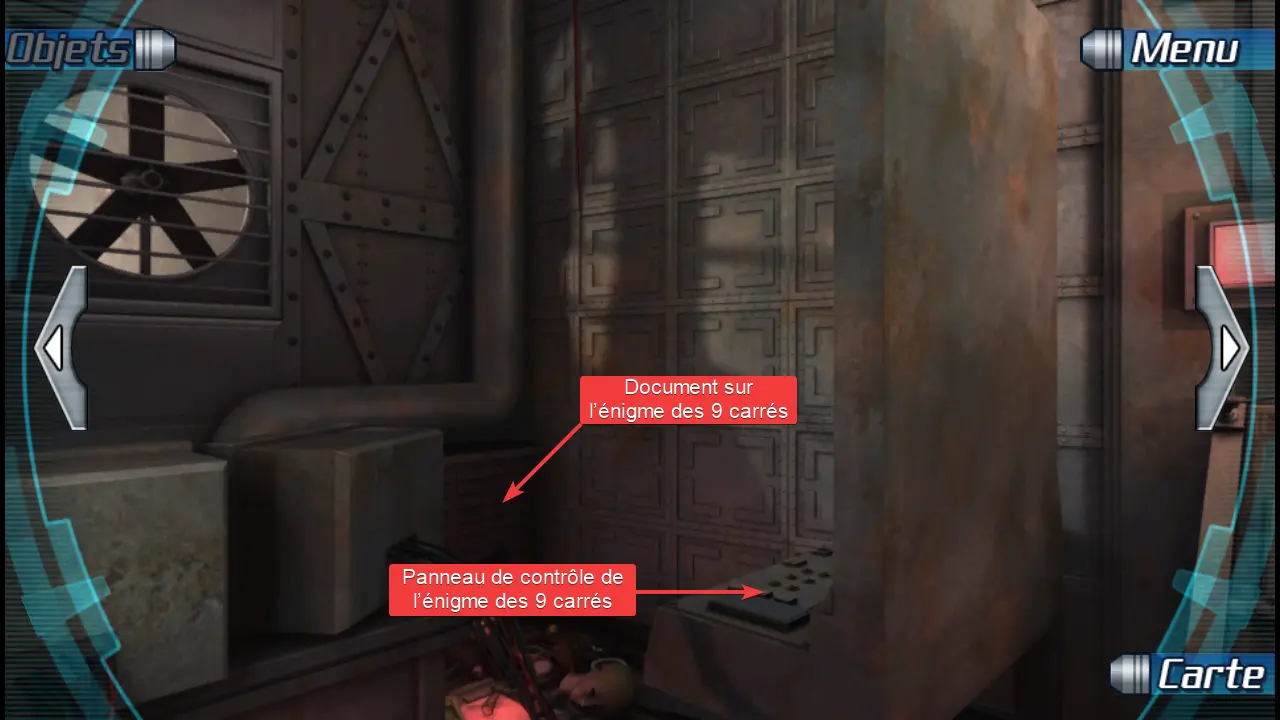 Objets
Menu
Document sur
l’énigme des 9 carrés
Panneau de contrôle de
l’énigme des 9 carrés
Carte